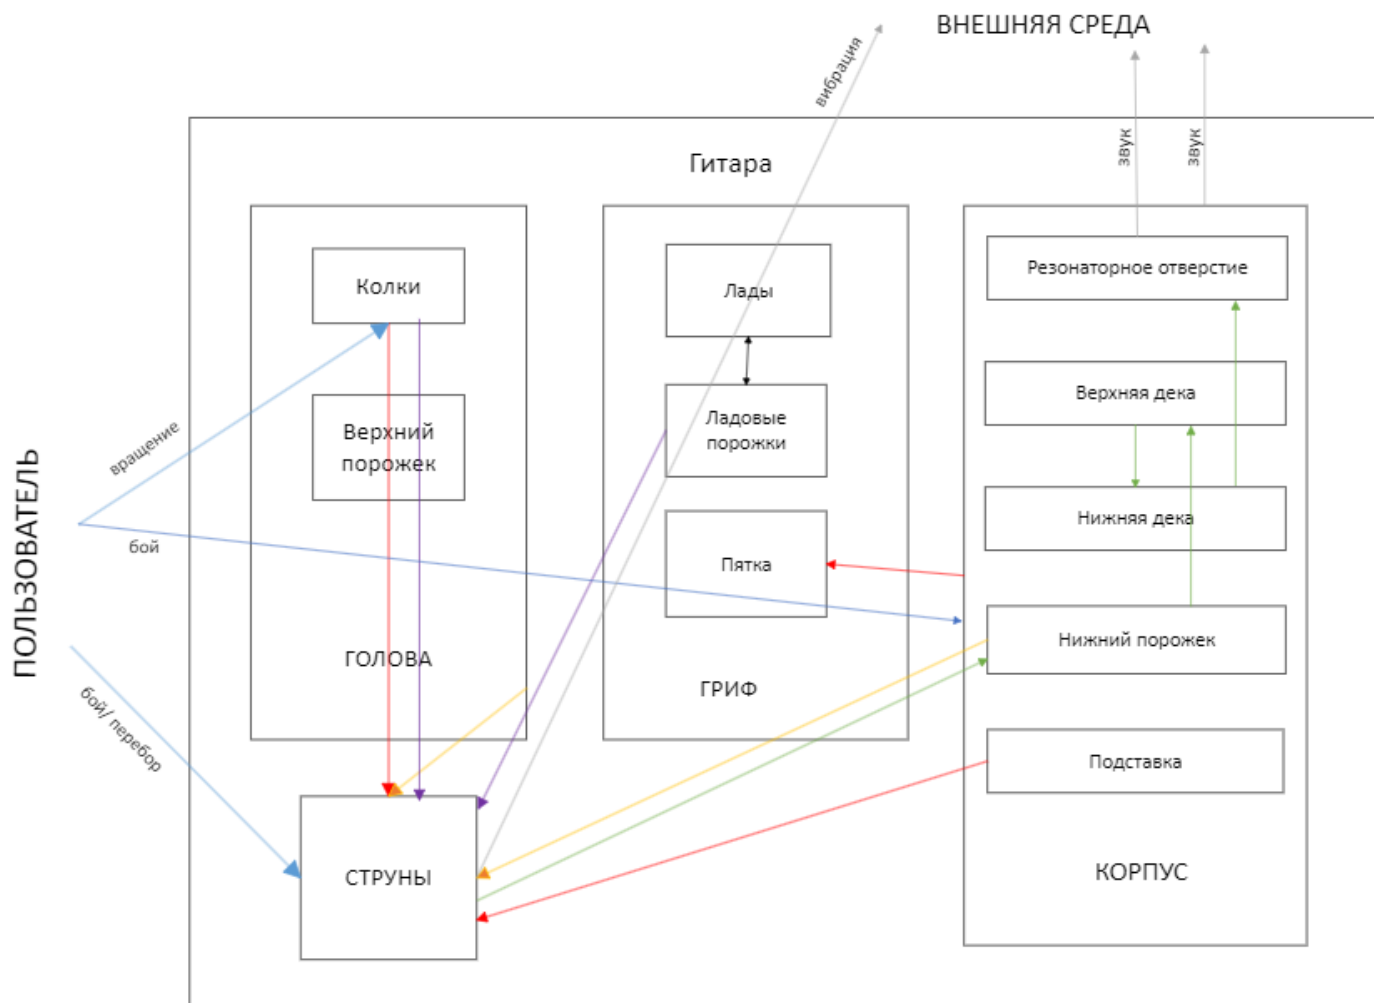 ВНЕШНЯЯ СРЕДА
вибрация
звук
звук
Гитара
Колки
Верхний
порожек
ГОЛОВА
Лады
Ладовые
порожки
Пятка
ГРИФ
Резонаторное отверстие
Верхняя дека
Нижняя дека
Нижний порожек
Подставка
КОРПУС
ПОЛЬЗОВАТЕЛЬ
вращение
бой
бой/ перебор
СТРУНЫ